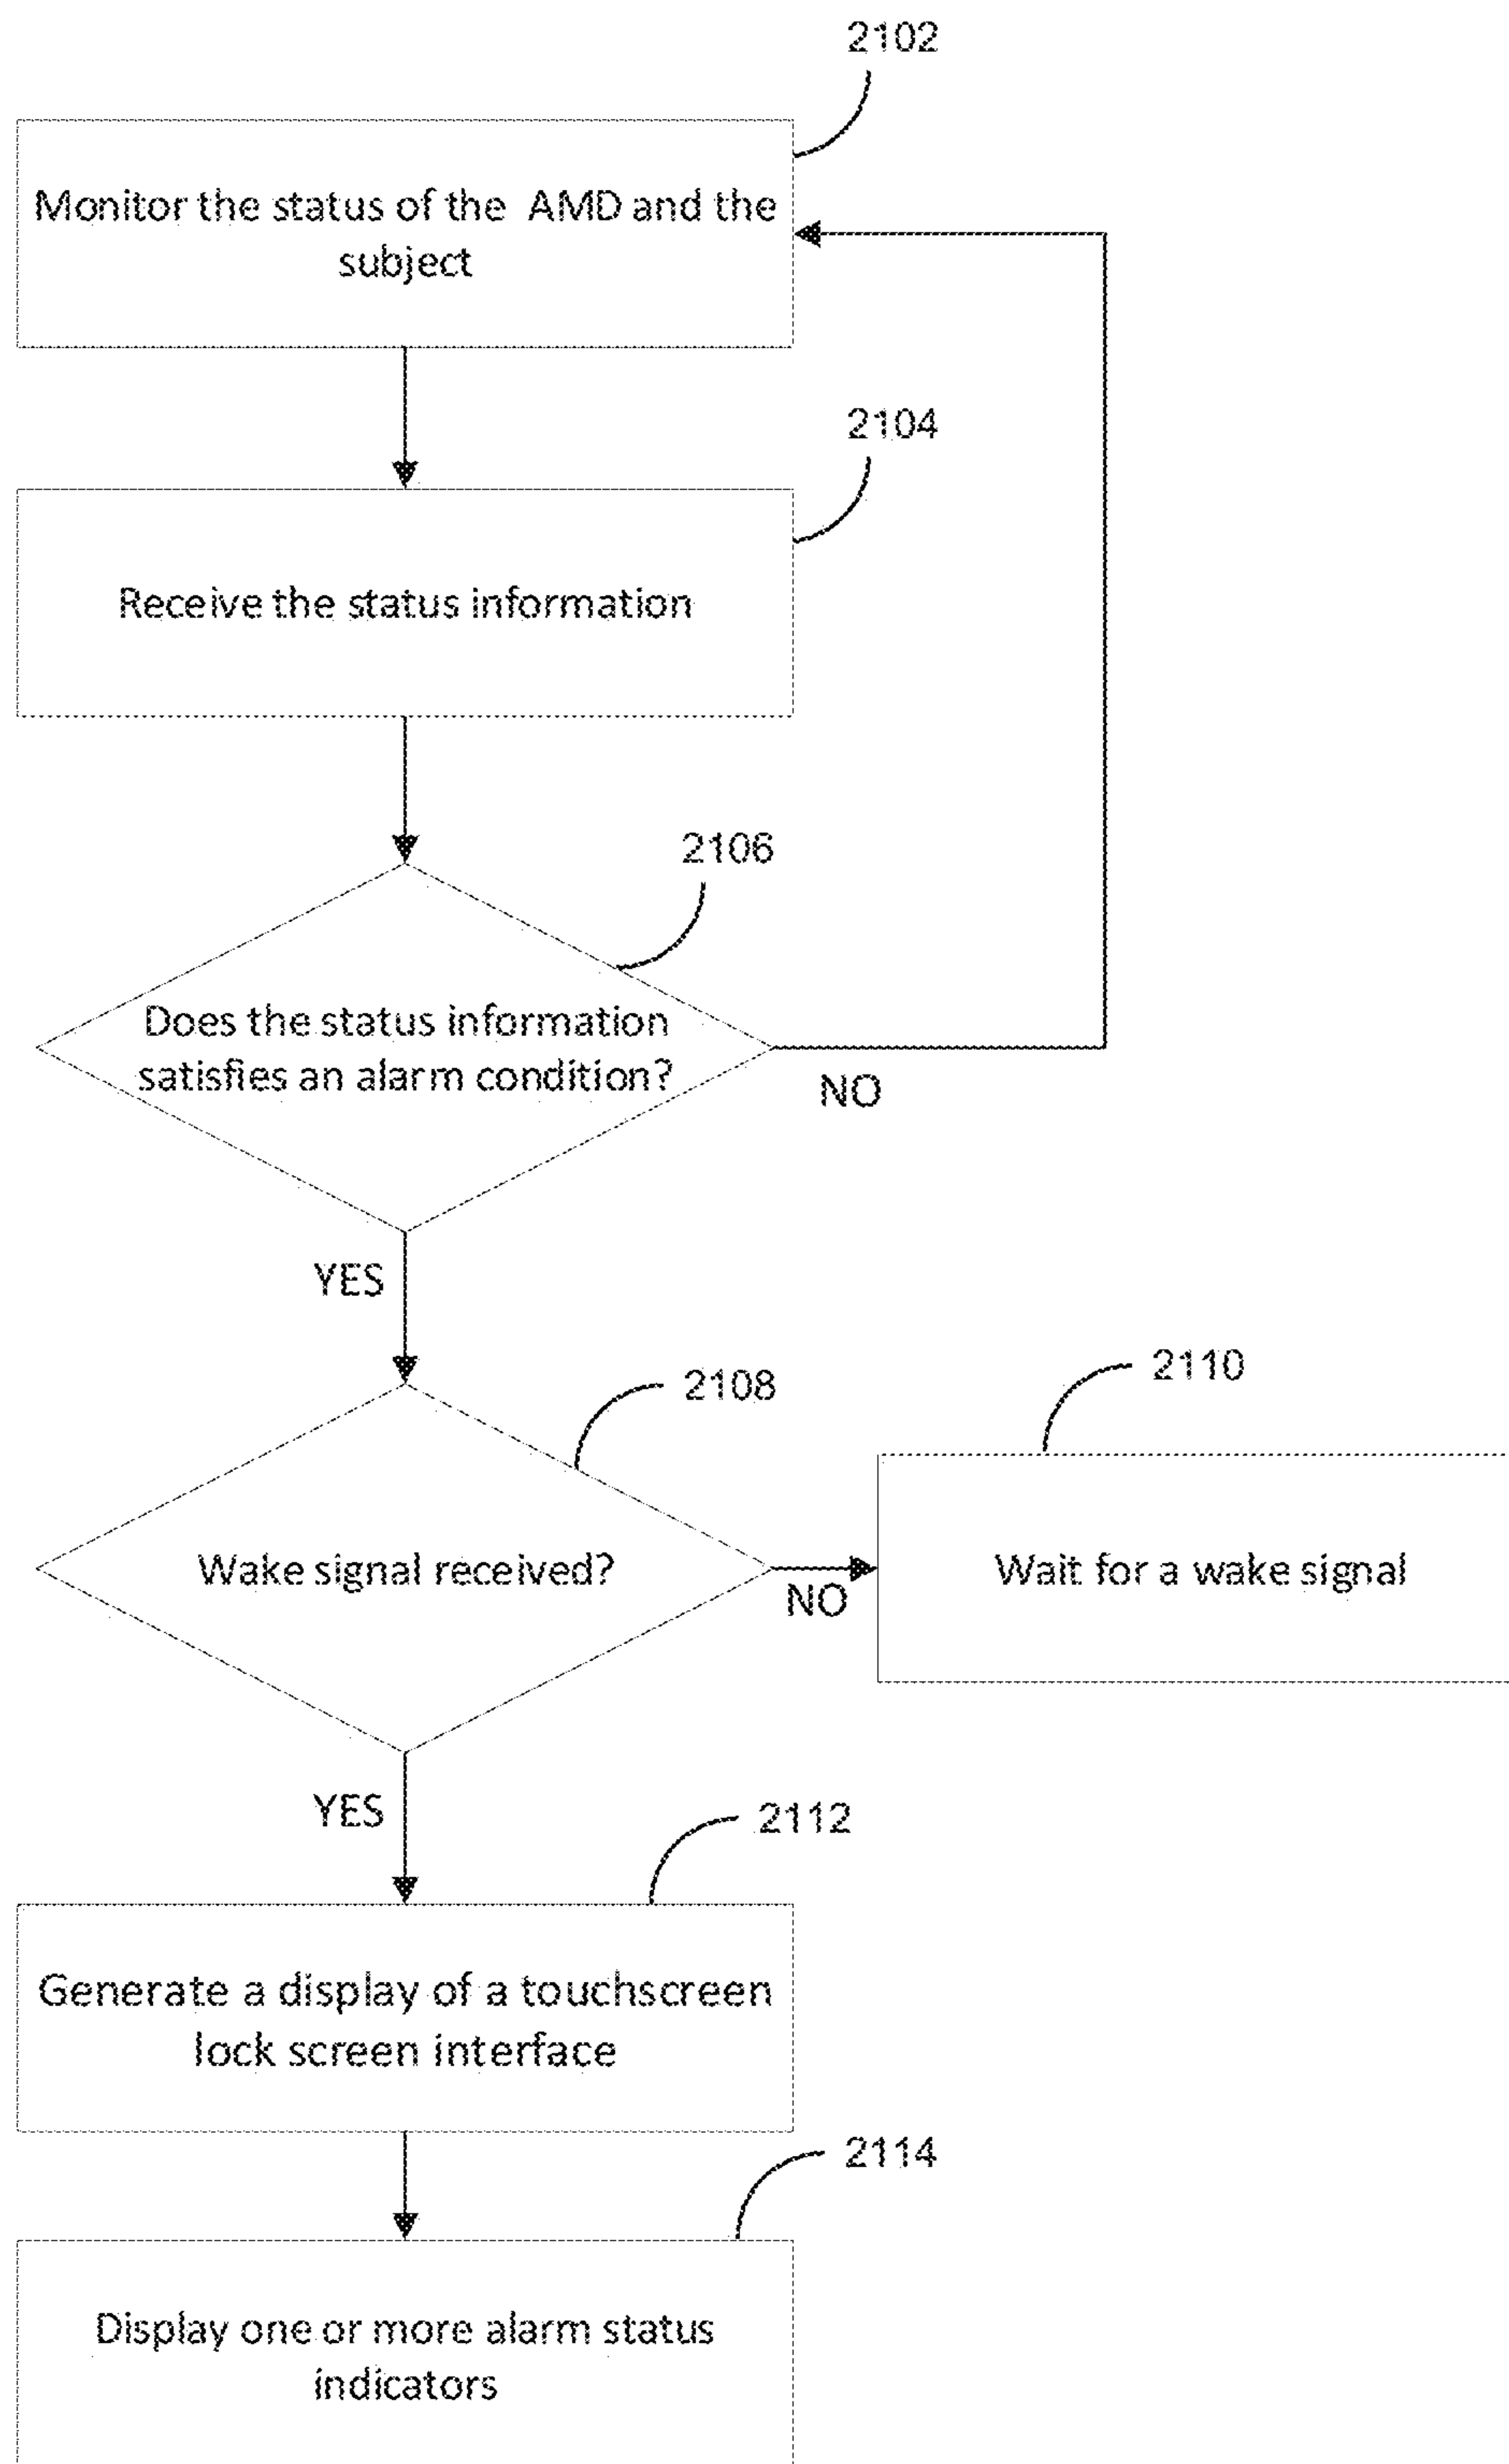 2102
Monitor the status of the AMD and the
subject
2104
Receive the status information
2106
Does the status information
satisfies an alarm condition?
NO
YES
2108
2110
Wake signal received?
NO
Wait for a wake signal
YES
2112
Generate a display of a touchscreen
lock screen interface
2114
Display one or more alarm status
indicators